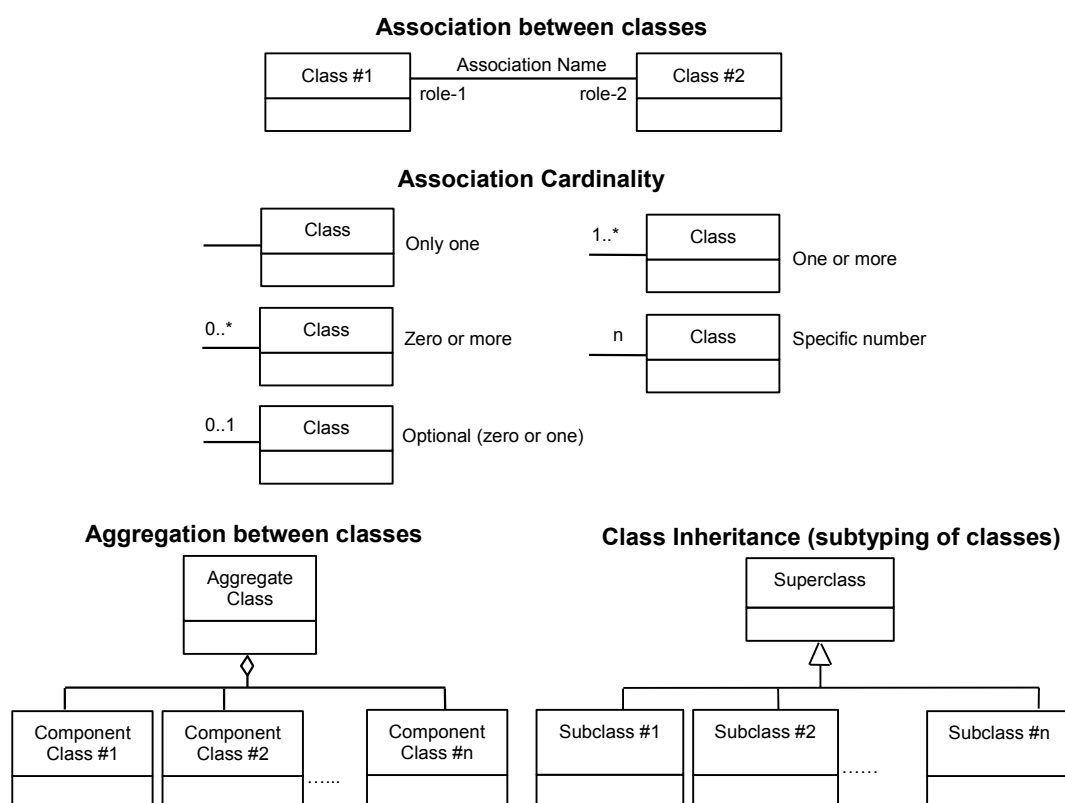 Association between classes
Class #1
Association Name
Class #2
role-1
role-2
Association Cardinality
Class
Only one
1..*
Class
One or more
0..*
Class
Zero or more
n
Class
Specific number
0..1
Class
Optional (zero or one)
Aggregation between classes
Aggregate
Class
Component
Class #1
Component
Class #2
......
Component
Class #n
Class Inheritance (subtyping of classes)
Superclass
Subclass #1
Subclass #2
......
Subclass #n